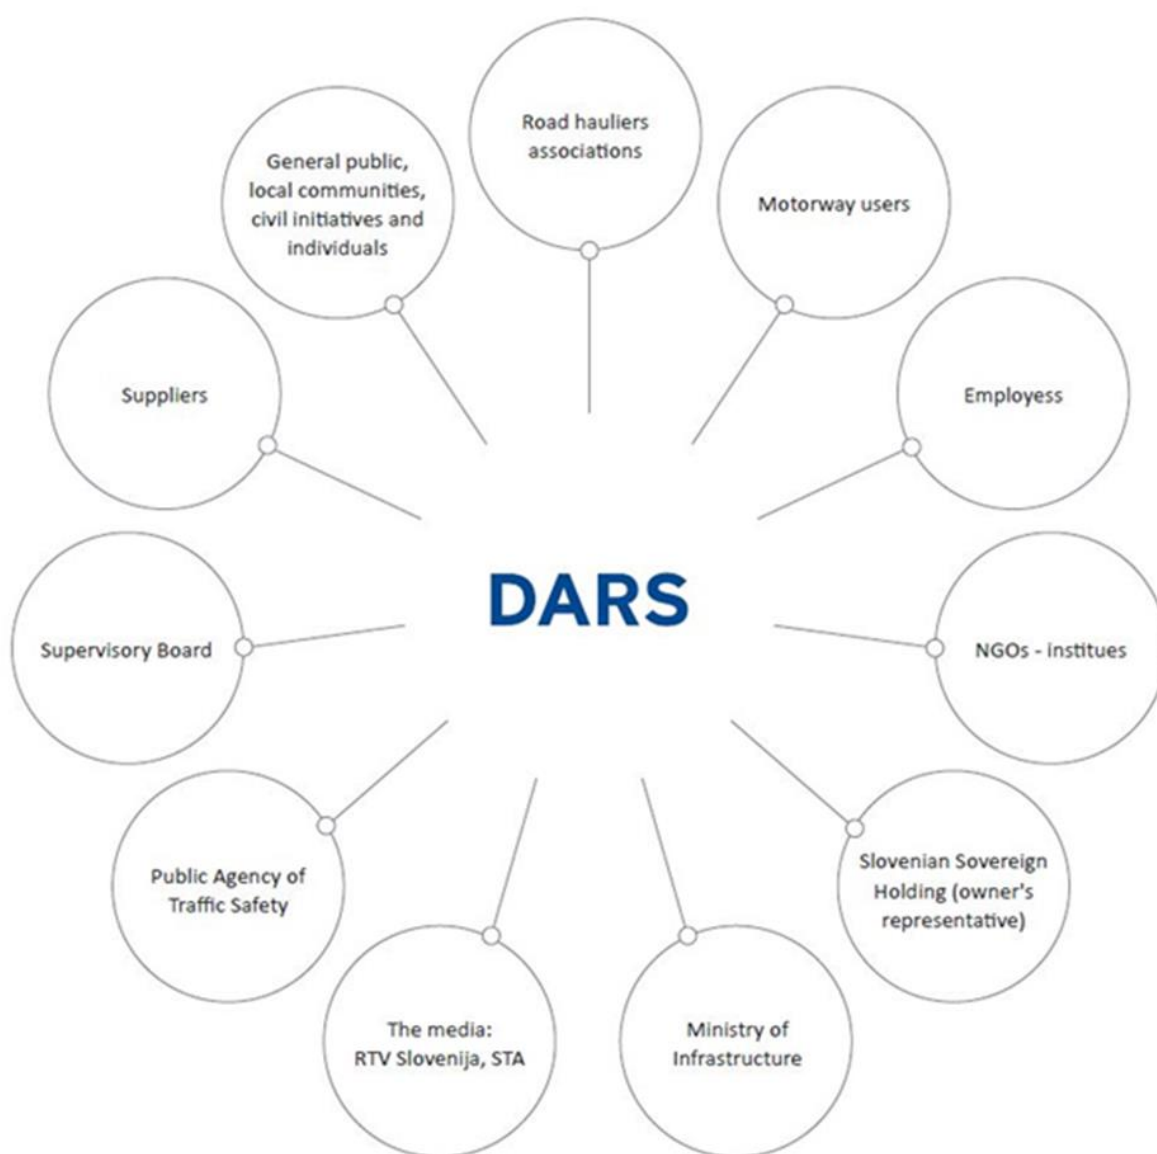 Road hauliers
associations
Motorway users
Employess
NGOs - institues
Slovenian Sovereign
Holding (owner's
representative)
Ministry of
Infrastructure
The media:
RTV Slovenija, STA
Public Agency of
Traffic Safety
Supervisory Board
Suppliers
General public,
local communities,
civil initiatives and
individuals
DARS